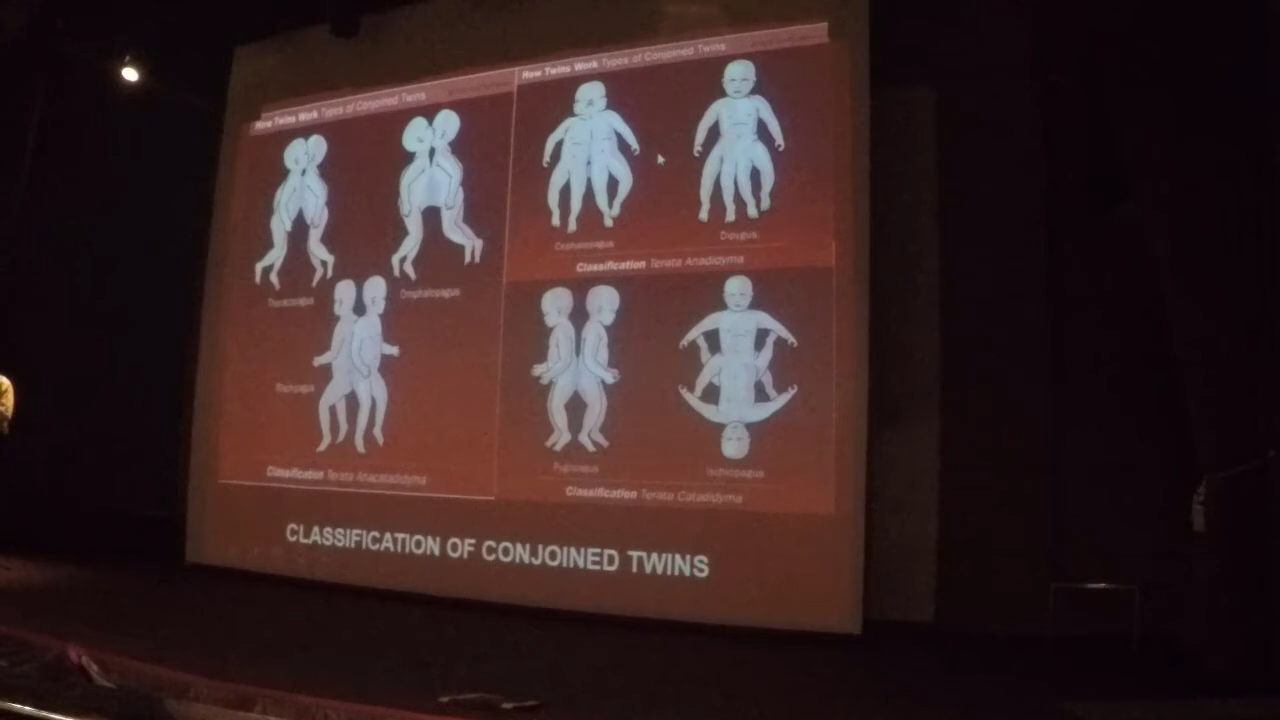 How Twins Work Types of Conjoined Twins
Thoracopagus
Omphalopagus
Classification Terata Anacatadidyma
How Twins Work Types of Conjoined Twins
Cephalopagus
Dipygus
Classification Terata Anadidyma
Pygopagus
Ischiopagus
Classification Terata Catadidyma
CLASSIFICATION OF CONJOINED TWINS